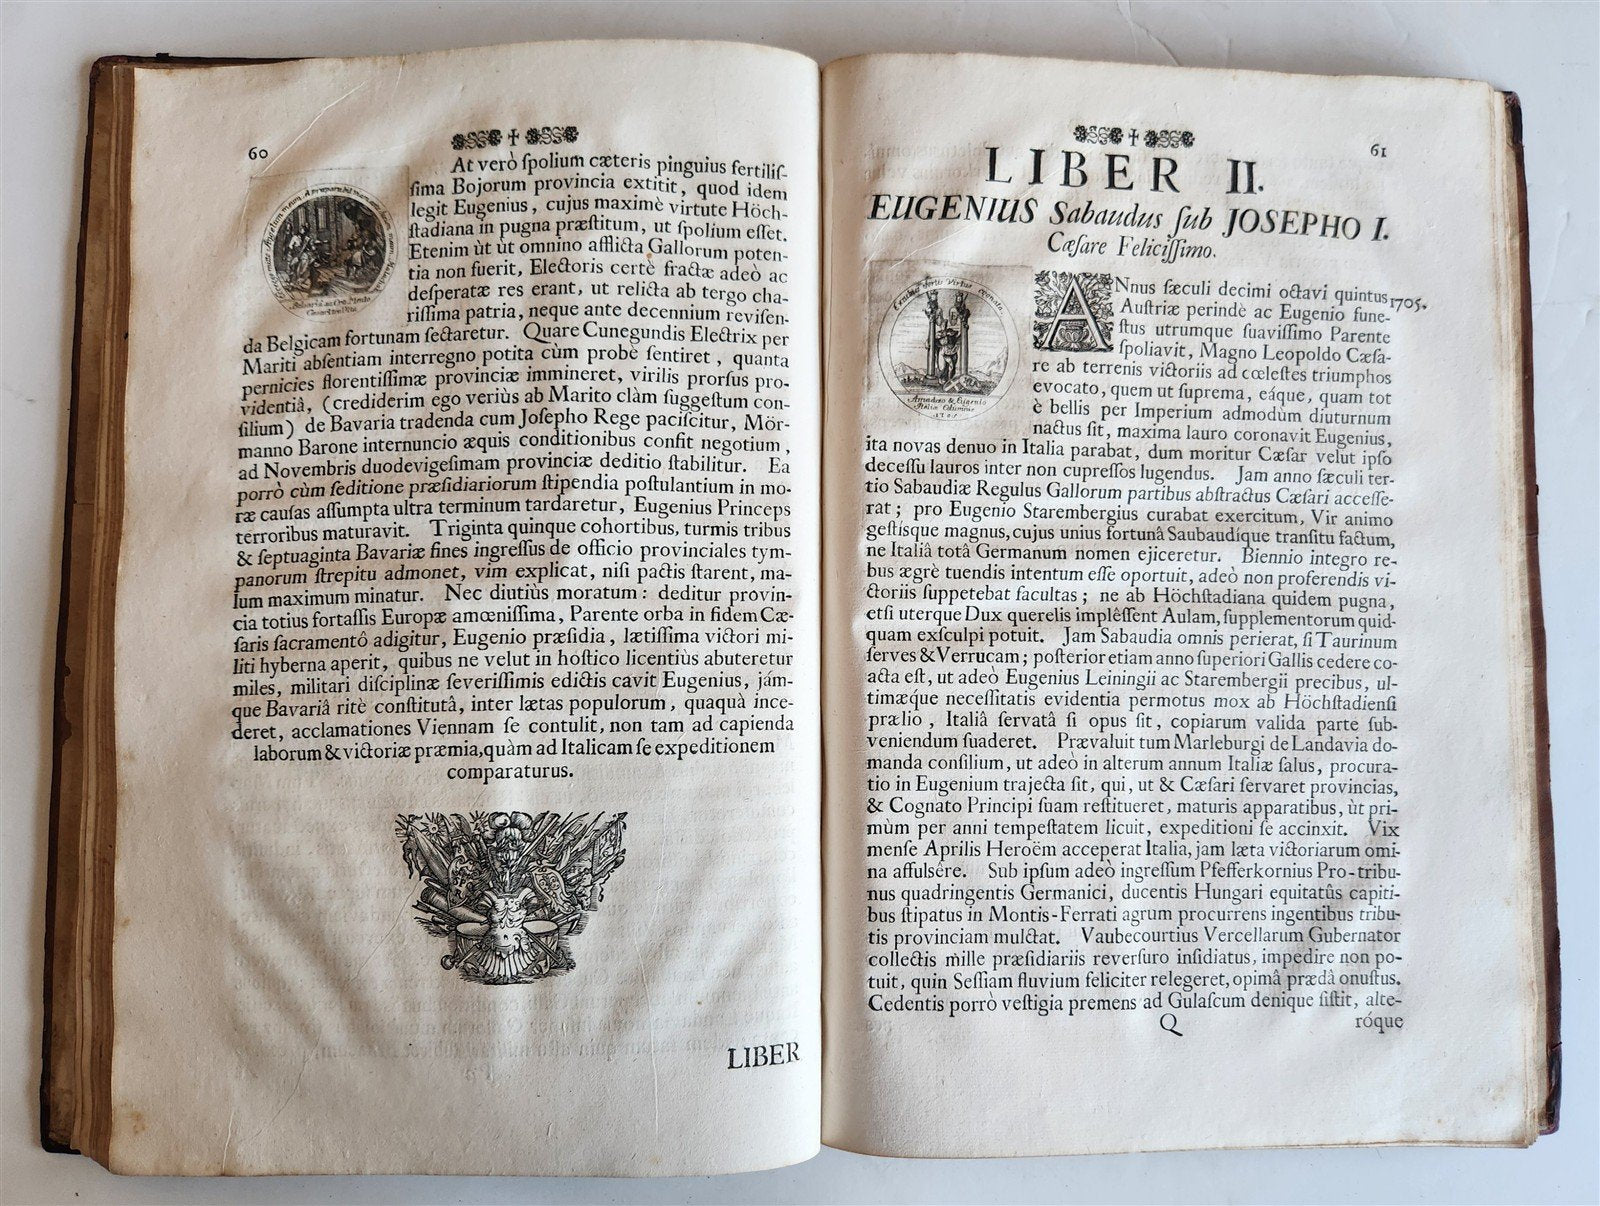 60
At verò ſpolium cæteris pinguius fertiliſ-
ſima Bojorum provincia extitit, quod idem
legit Eugenius, cujus maximè virtute Höch-
ſtadiana in pugna præſtitum, ut ſpolium eſſet.
Etenim ùt ùt omnino afflicta Gallorum poten-
tia non fuerit, Electoris certè fractæ adeò ac
deſperatæ res erant, ut relicta ab tergo cha-
riſſima patria, neque ante decennium reviſen-
da Belgicam fortunam ſectaretur. Quare Cunegundis Electrix per
Mariti abſentiam interregno potita cùm probè ſentiret, quanta
pernicies florentiſſimæ provinciæ immineret, virilis prorſus pro-
videntiâ, (crediderim ego veriùs ab Marito clàm ſuggeſtum con-
ſilium) de Bavaria tradenda cum Joſepho Rege paciſcitur, Mör-
manno Barone internuncio æquis conditionibus confit negotium,
ad Novembris duodevigeſimam provinciæ deditio ſtabilitur. Ea
porrò cùm ſeditione præſidiariorum ſtipendia poſtulantium in mo-
ræ cauſas aſſumpta ultra terminum tardaretur, Eugenius Princeps
terroribus maturavit. Triginta quinque cohortibus, turmis tribus
& ſeptuaginta Bavariæ fines ingreſſus de officio provinciales tym-
panorum ſtrepitu admonet, vim explicat, niſi pactis ſtarent, ma-
lum maximum minatur. Nec diutiùs moratum: deditur provin-
cia totius fortaſſis Europæ amœniſſima, Parente orba in fidem Cæ-
ſaris ſacramentô adigitur, Eugenio præſidia, lætiſſima victori mi-
liti hyberna aperit, quibus ne velut in hoſtico licentiùs abuteretur
miles, militari diſciplinæ ſeveriſſimis edictis cavit Eugenius, jám-
que Bavariâ ritè conſtitutâ, inter lætas populorum, quaquà ince-
deret, acclamationes Viennam ſe contulit, non tam ad capienda
laborum & victoriæ præmia, quàm ad Italicam ſe expeditionem
comparaturus.
LIBER
61
LIBER II.
EUGENIUS Sabaudus ſub JOSEPHO I.
Cæſare Feliciſſimo.
Amadeo & Eugenio
Italiæ Columnis
1705
ANnus ſæculi decimi octavi quintus 1705.
Auſtriæ perindè ac Eugenio fune-
ſtus utrumque ſuaviſſimo Parente
ſpoliavit, Magno Leopoldo Cæſa-
re ab terrenis victoriis ad cœleſtes triumphos
evocato, quem ut ſuprema, eáque, quam tot
è bellis per Imperium admodùm diuturnum
nactus ſit, maxima lauro coronavit Eugenius,
ita novas denuo in Italia parabat, dum moritur Cæſar velut ipſo
deceſſu lauros inter non cupreſſos lugendus. Jam anno ſæculi ter-
tio Sabaudiæ Regulus Gallorum partibus abſtractus Cæſari acceſſe-
rat; pro Eugenio Starembergius curabat exercitum, Vir animo
geſtiſque magnus, cujus unius fortunâ Saubaudíque tranſitu factum,
ne Italiâ totâ Germanum nomen ejiceretur. Biennio integro re-
bus ægrè tuendis intentum eſſe oportuit, adeò non proferendis vi-
ctoriis ſuppetebat facultas; ne ab Höchſtadiana quidem pugna,
etſi uterque Dux querelis implêſſent Aulam, ſupplementorum quid-
quam exſculpi potuit. Jam Sabaudia omnis perierat, ſi Taurinum
ſerves & Verrucam; poſterior etiam anno ſuperiori Gallis cedere co-
acta eſt, ut adeò Eugenius Leiningii ac Starembergii precibus, ul-
timæque neceſſitatis evidentia permotus mox ab Höchſtadienſi
prælio, Italiâ ſervatâ ſi opus ſit, copiarum valida parte ſub-
veniendum ſuaderet. Prævaluit tum Marleburgi de Landavia do-
manda conſilium, ut adeò in alterum annum Italiæ ſalus, procura-
tio in Eugenium trajecta ſit, qui, ut & Cæſari ſervaret provincias,
& Cognato Principi ſuam reſtitueret, maturis apparatibus, ùt pri-
mùm per anni tempeſtatem licuit, expeditioni ſe accinxit. Vix
menſe Aprilis Heroëm acceperat Italia, jam læta victoriarum omi-
na affulsére. Sub ipſum adeò ingreſſum Pfefferkornius Pro-tribu-
nus quadringentis Germanici, ducentis Hungari equitatûs capiti-
bus ſtipatus in Montis-Ferrati agrum procurrens ingentibus tribu-
tis provinciam mulctat. Vaubecourtius Vercellarum Gubernator
collectis mille præſidiariis reverſuro inſidiatus, impedire non po-
tuit, quin Seſſiam fluvium feliciter relegeret, opimâ prædâ onuſtus.
Cedentis porrò veſtigia premens ad Gulaſcum denique ſiſtit, alte-
Q
róque